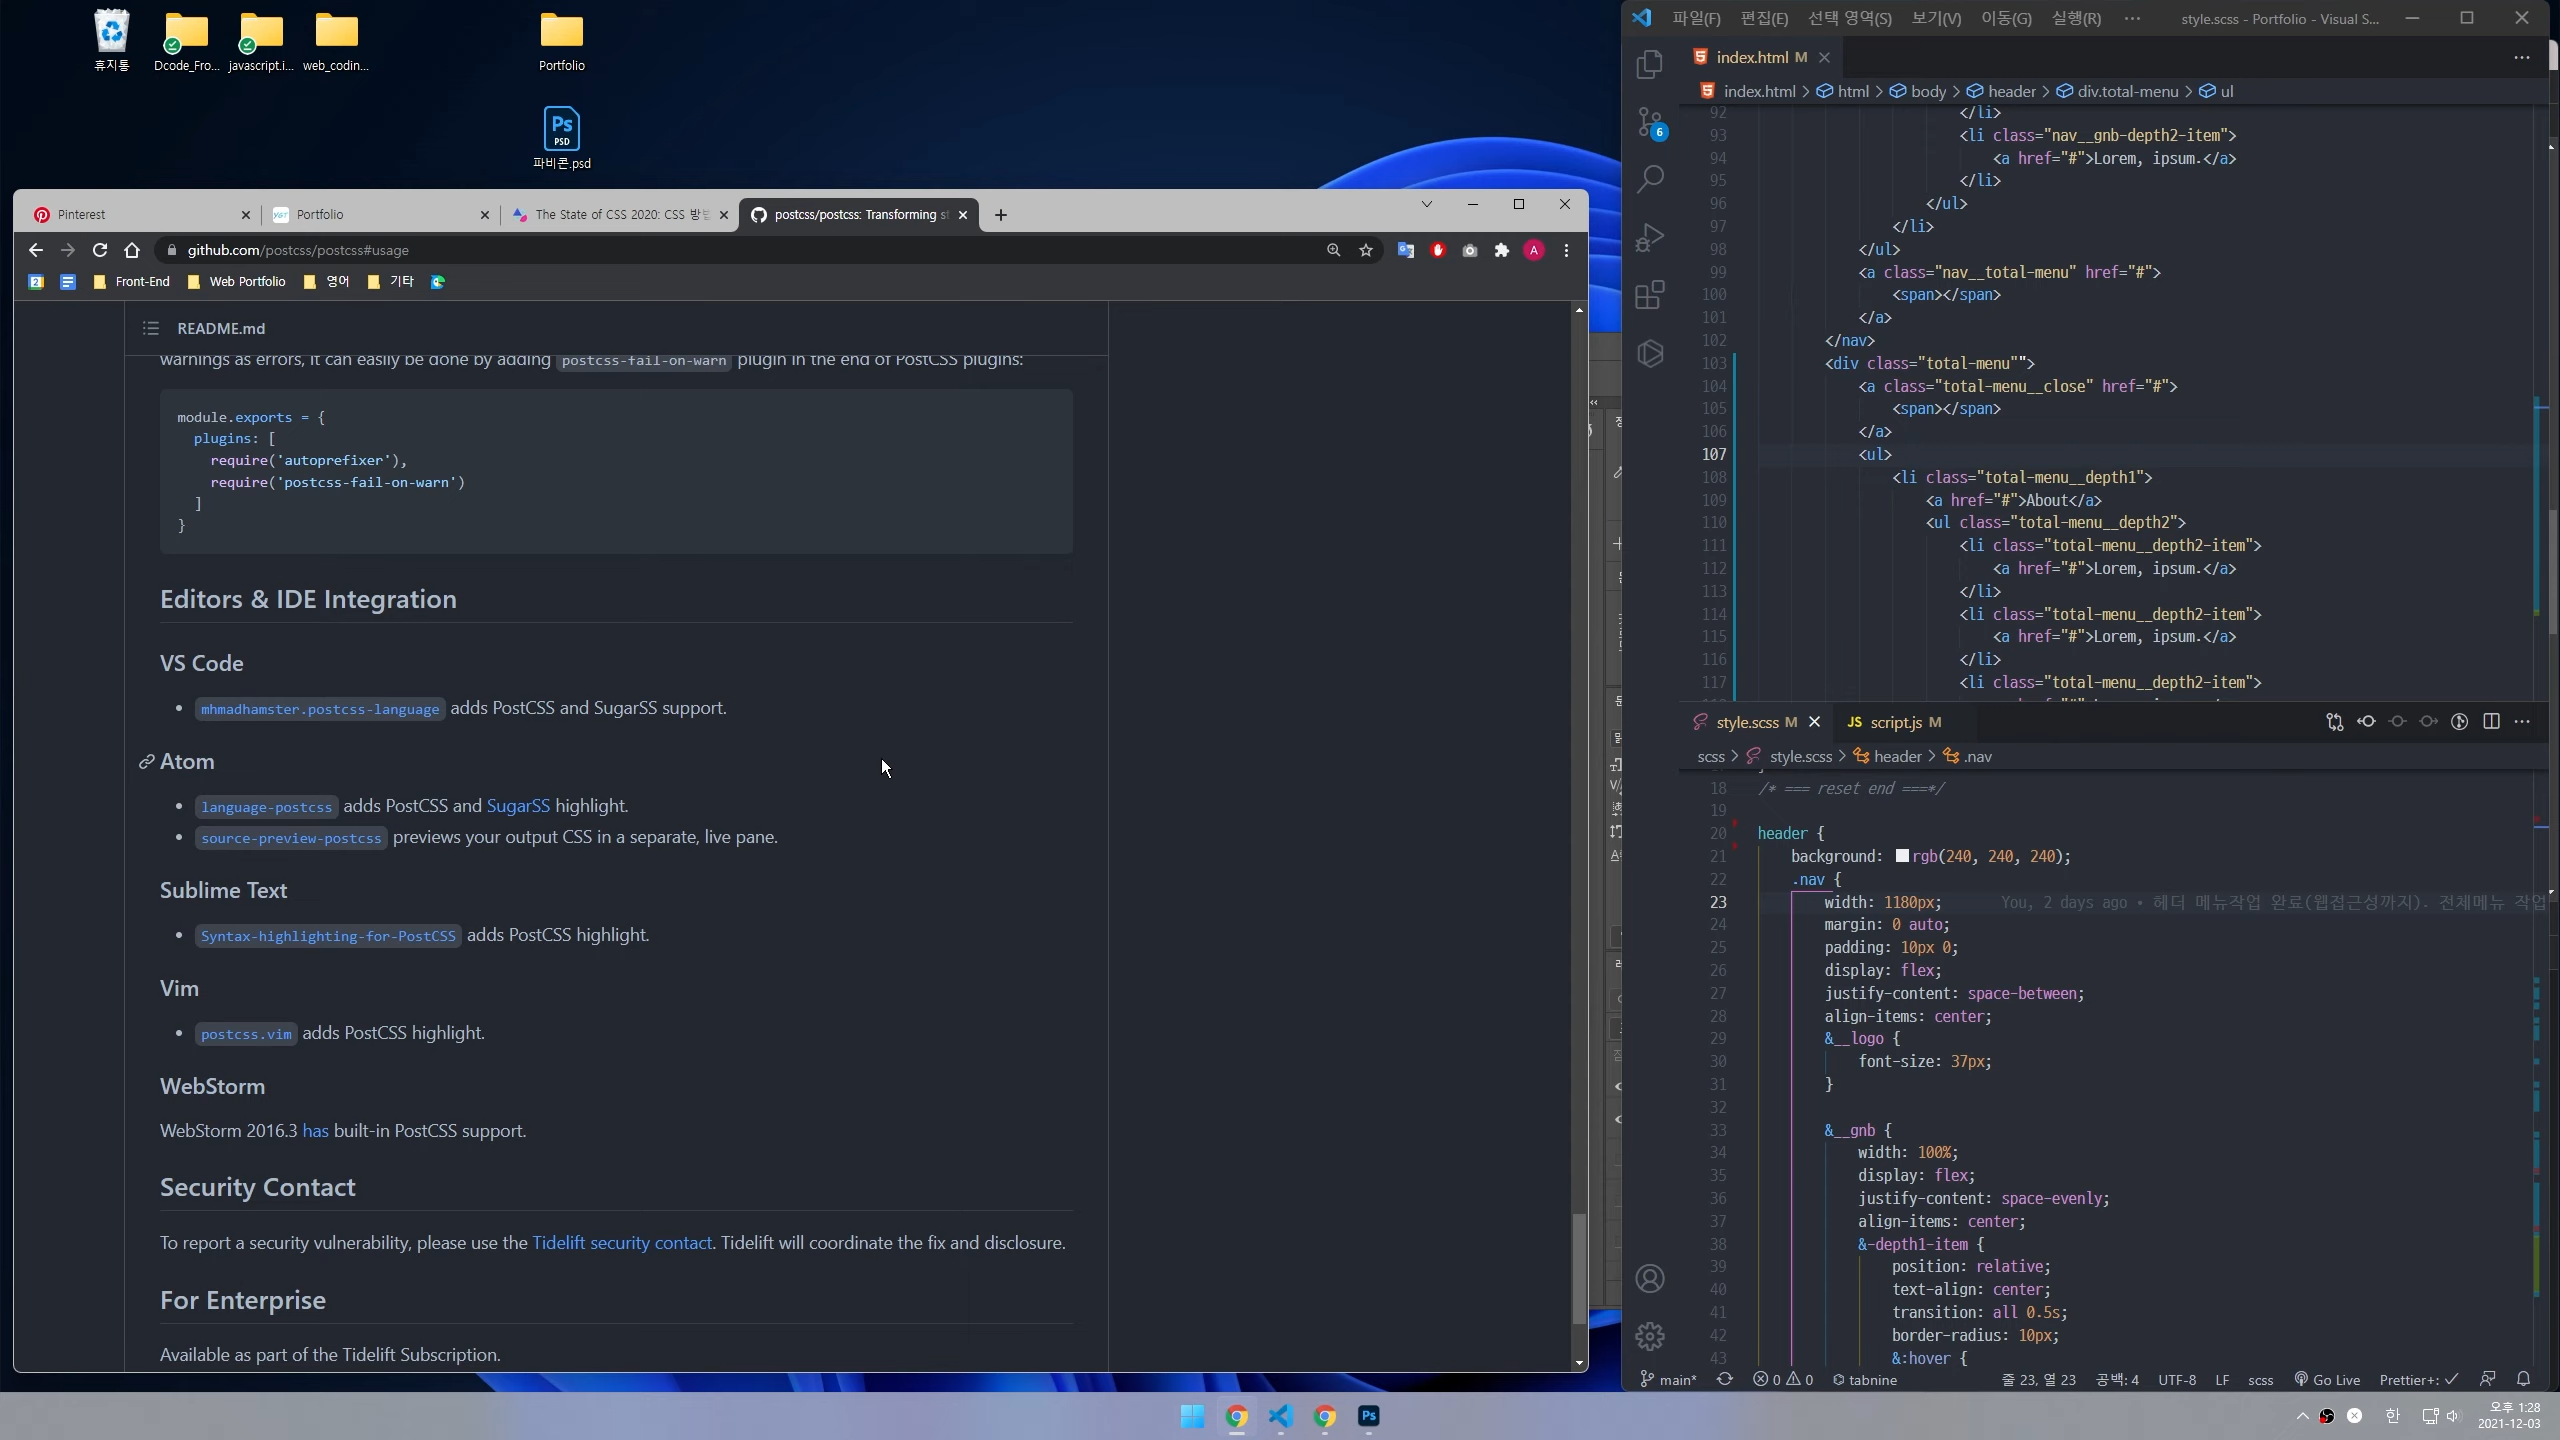 휴지통
Dcode_Fro...
javascript.i...
web_codin...
Portfolio
Ps
PSD
파비콘.psd
Pinterest
Portfolio
The State of CSS 2020: CSS 방법
postcss/postcss: Transforming st
github.com/postcss/postcss#usage
A
Front-End
Web Portfolio
영어
기타
README.md
warnings as errors, it can easily be done by adding postcss-fail-on-warn plugin in the end of PostCSS plugins:
module.exports = {
plugins: [
require('autoprefixer'),
require('postcss-fail-on-warn')
]
}
Editors & IDE Integration
VS Code
• mhmadhamster.postcss-language adds PostCSS and SugarSS support.
Atom
• language-postcss adds PostCSS and SugarSS highlight.
• source-preview-postcss previews your output CSS in a separate, live pane.
Sublime Text
• Syntax-highlighting-for-PostCSS adds PostCSS highlight.
Vim
• postcss.vim adds PostCSS highlight.
WebStorm
WebStorm 2016.3 has built-in PostCSS support.
Security Contact
To report a security vulnerability, please use the Tidelift security contact. Tidelift will coordinate the fix and disclosure.
For Enterprise
Available as part of the Tidelift Subscription.
파일(F) 편집(E) 선택 영역(S) 보기(V) 이동(G) 실행(R) ··· style.scss - Portfolio - Visual S...
index.html M
index.html > html > body > header > div.total-menu > ul
6
92 </li>
93 <li class="nav__gnb-depth2-item">
94 <a href="#">Lorem, ipsum.</a>
95 </li>
96 </ul>
97 </li>
98 </ul>
99 <a class="nav__total-menu" href="#">
100 <span></span>
101 </a>
102 </nav>
103 <div class="total-menu"">
104 <a class="total-menu__close" href="#">
105 <span></span>
106 </a>
107 <ul>
108 <li class="total-menu__depth1">
109 <a href="#">About</a>
110 <ul class="total-menu__depth2">
111 <li class="total-menu__depth2-item">
112 <a href="#">Lorem, ipsum.</a>
113 </li>
114 <li class="total-menu__depth2-item">
115 <a href="#">Lorem, ipsum.</a>
116 </li>
117 <li class="total-menu__depth2-item">
style.scss M
JS script.js M
scss > style.scss > header > .nav
18 /* === reset end ===*/
19
20 header {
21 background: rgb(240, 240, 240);
22 .nav {
23 width: 1180px; You, 2 days ago • 헤더 메뉴작업 완료(웹접근성까지). 전체메뉴 작업
24 margin: 0 auto;
25 padding: 10px 0;
26 display: flex;
27 justify-content: space-between;
28 align-items: center;
29 &__logo {
30 font-size: 37px;
31 }
32
33 &__gnb {
34 width: 100%;
35 display: flex;
36 justify-content: space-evenly;
37 align-items: center;
38 &-depth1-item {
39 position: relative;
40 text-align: center;
41 transition: all 0.5s;
42 border-radius: 10px;
43 &:hover {
main* 0 0 tabnine 줄 23, 열 23 공백: 4 UTF-8 LF scss Go Live Prettier+: ✓
Ps
한
오후 1:28
2021-12-03